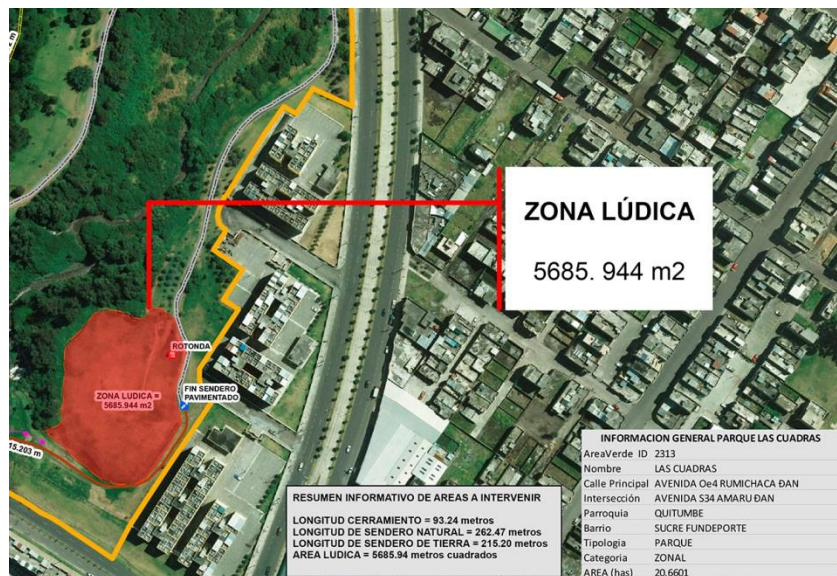 2 m
ZONA LÚDICA
5685. 944 m2
ROTONDA
ZONA LUDICA =
5685.944 m2
FIN SENDERO
PAVIMENTADO
15.203 m
RESUMEN INFORMATIVO DE AREAS A INTERVENIR
LONGITUD CERRAMIENTO = 93.24 metros
LONGITUD DE SENDERO NATURAL = 262.47 metros
LONGITUD DE SENDERO DE TIERRA = 215.20 metros
AREA LUDICA = 5685.94 metros cuadrados
INFORMACION GENERAL PARQUE LAS CUADRAS
AreaVerde ID 2313
Nombre LAS CUADRAS
Calle Principal AVENIDA Oe4 RUMICHACA ÐAN
Intersección AVENIDA S34 AMARU ÐAN
Parroquia QUITUMBE
Barrio SUCRE FUNDEPORTE
Tipologia PARQUE
Categoria ZONAL
AREA (has) 20.6601